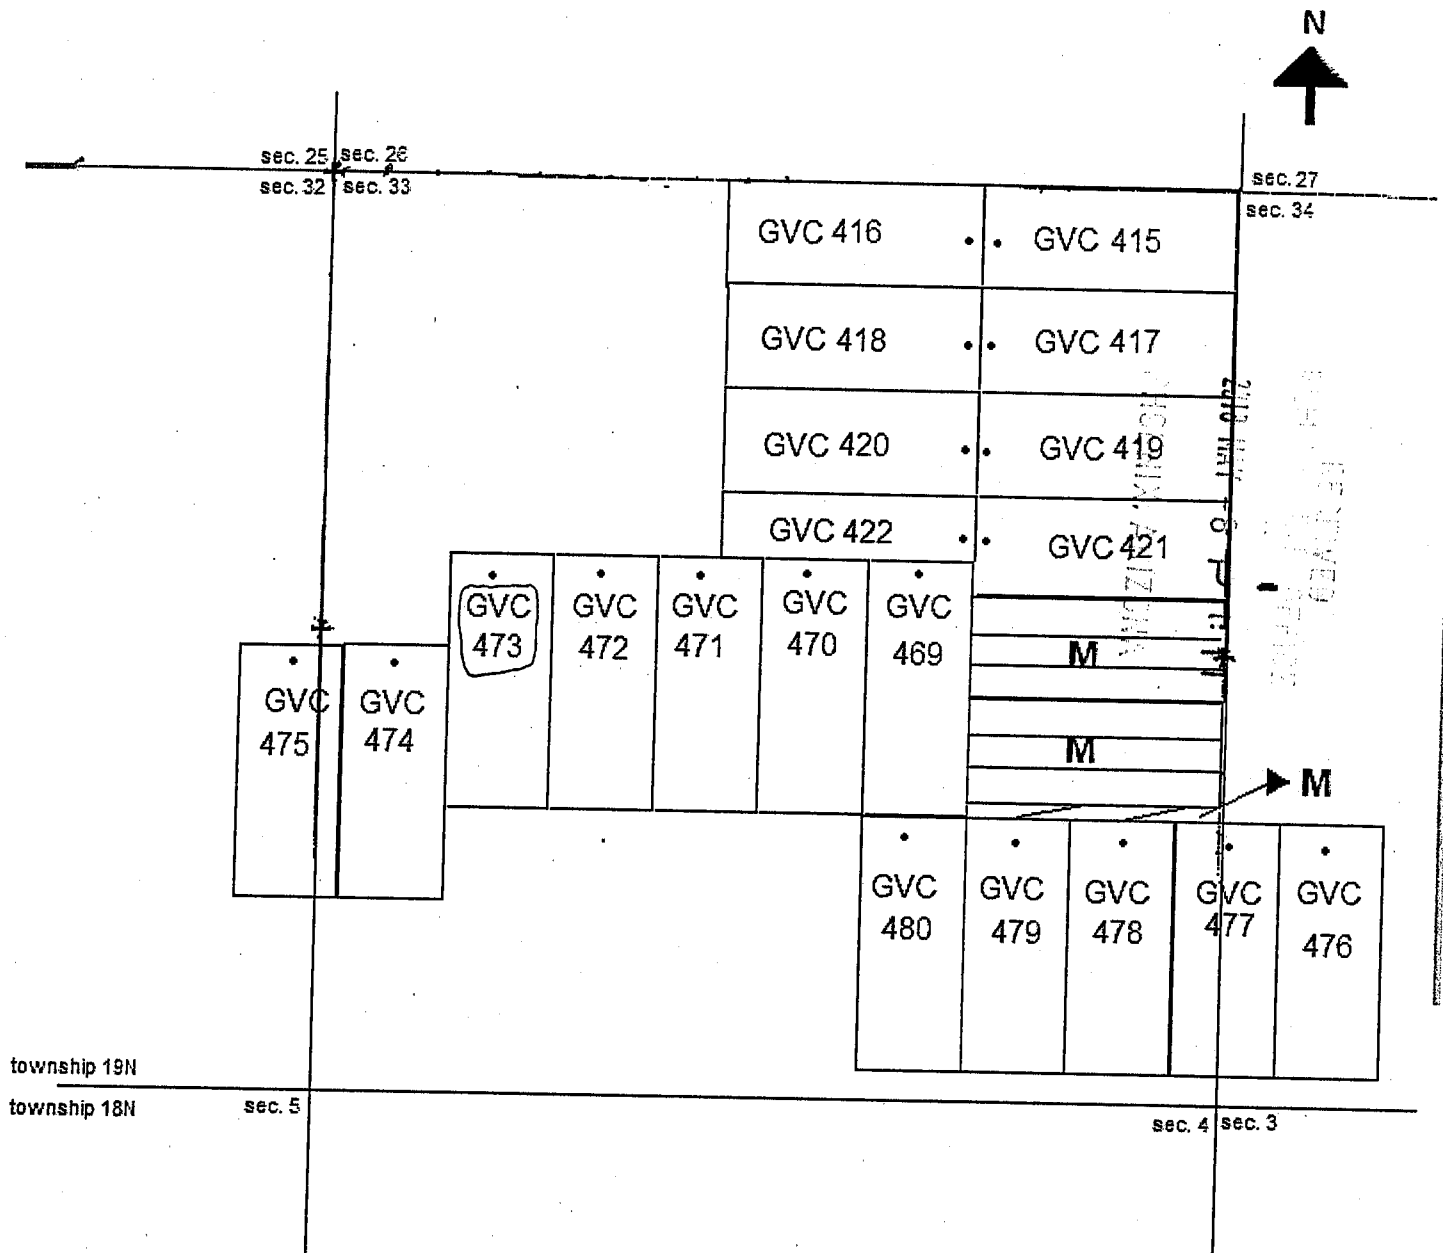 N
sec. 25 sec. 26
sec. 32 sec. 33
sec. 27
sec. 34
GVC 416
GVC 415
GVC 418
GVC 417
GVC 420
GVC 419
GVC 422
GVC 421
GVC
473
GVC
472
GVC
471
GVC
470
GVC
469
M
GVC
475
GVC
474
M
M
GVC
480
GVC
479
GVC
478
GVC
477
GVC
476
township 19N
township 18N
sec. 5
sec. 4 sec. 3
PHOENIX, ARIZONA